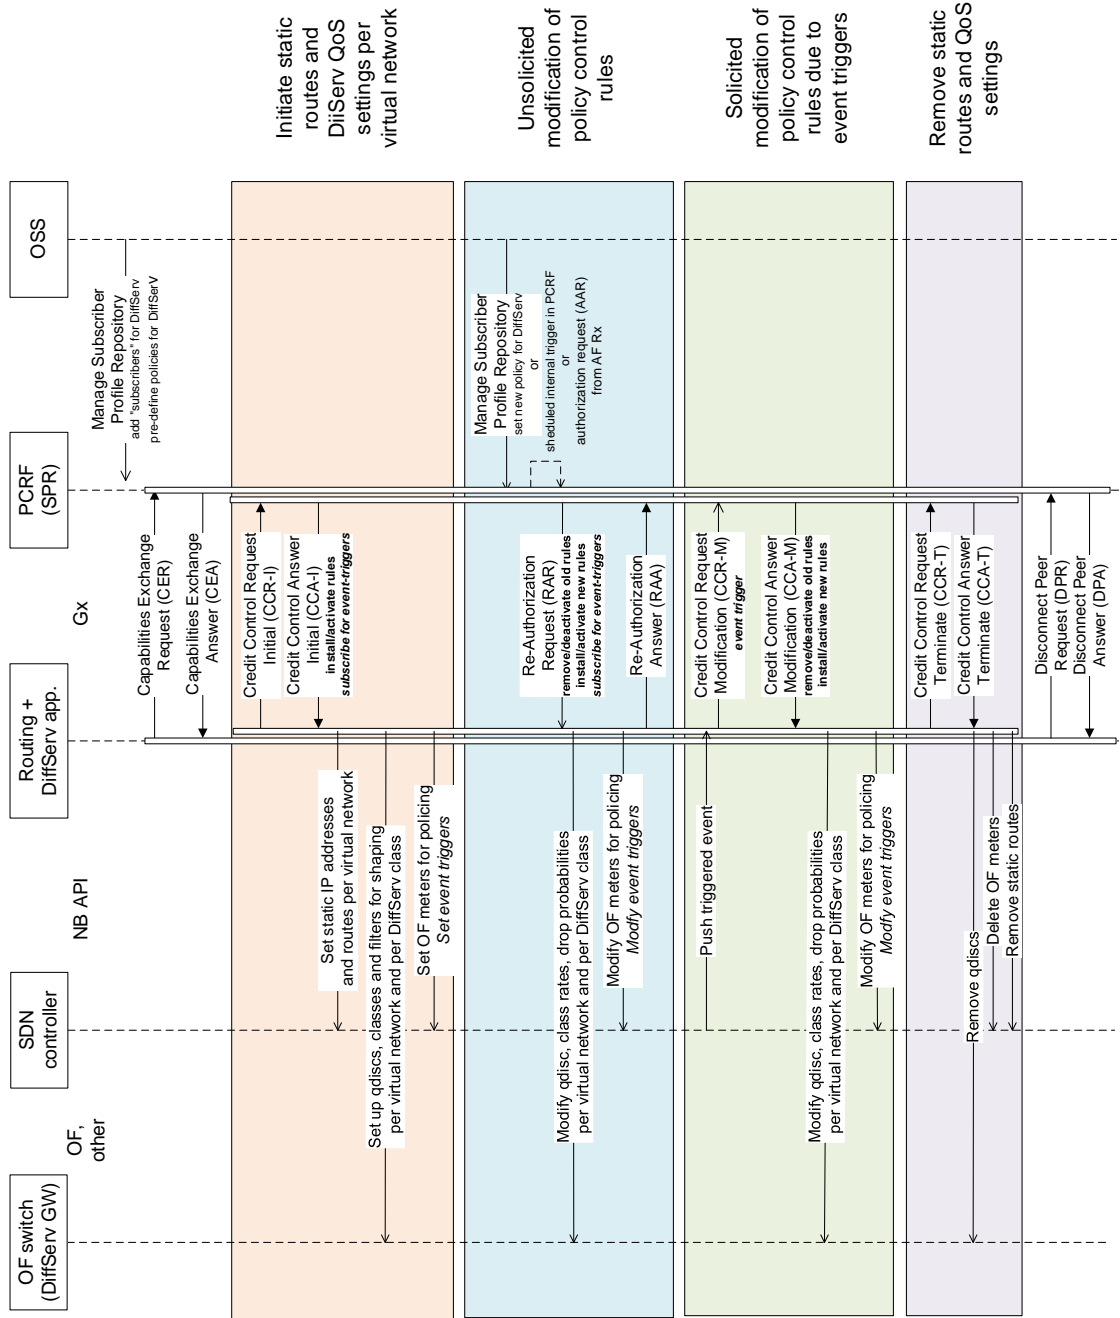 OF switch
(DiffServ GW)
OF,
other
SDN
controller
NB API
Routing +
DiffServ app.
Gx
PCRF
(SPR)
OSS
Manage Subscriber
Profile Repository
add "subscribers" for DiffServ
pre-define policies for DiffServ
Capabilities Exchange
Request (CER)
Capabilities Exchange
Answer (CEA)
Initiate static
routes and
DiiServ QoS
settings per
virtual network
Credit Control Request
Initial (CCR-I)
Credit Control Answer
Initial (CCA-I)
install/activate rules
subscribe for event-triggers
Set static IP addresses
and routes per virtual network
Set up qdiscs, classes and filters for shaping
per virtual network and per DiffServ class
Set OF meters for policing
Set event triggers
Unsolicited
modification of
policy control
rules
Manage Subscriber
Profile Repository
set new policy for DiffServ
or
sheduled internal trigger in PCRF
or
authorization request (AAR)
from AF Rx
Re-Authorization
Request (RAR)
remove/deactivate old rules
install/activate new rules
subscribe for event-triggers
Re-Authorization
Answer (RAA)
Modify qdisc, class rates, drop probabilities
per virtual network and per DiffServ class
Modify OF meters for policing
Modfiy event triggers
Solicited
modification of
policy control
rules due to
event triggers
Push triggered event
Credit Control Request
Modification (CCR-M)
event trigger
Credit Control Answer
Modification (CCA-M)
remove/deactivate old rules
install/activate new rules
Modify qdisc, class rates, drop probabilities
per virtual network and per DiffServ class
Modify OF meters for policing
Modfiy event triggers
Remove static
routes and QoS
settings
Credit Control Request
Terminate (CCR-T)
Credit Control Answer
Terminate (CCA-T)
Remove qdiscs
Delete OF meters
Remove static routes
Disconnect Peer
Request (DPR)
Disconnect Peer
Answer (DPA)